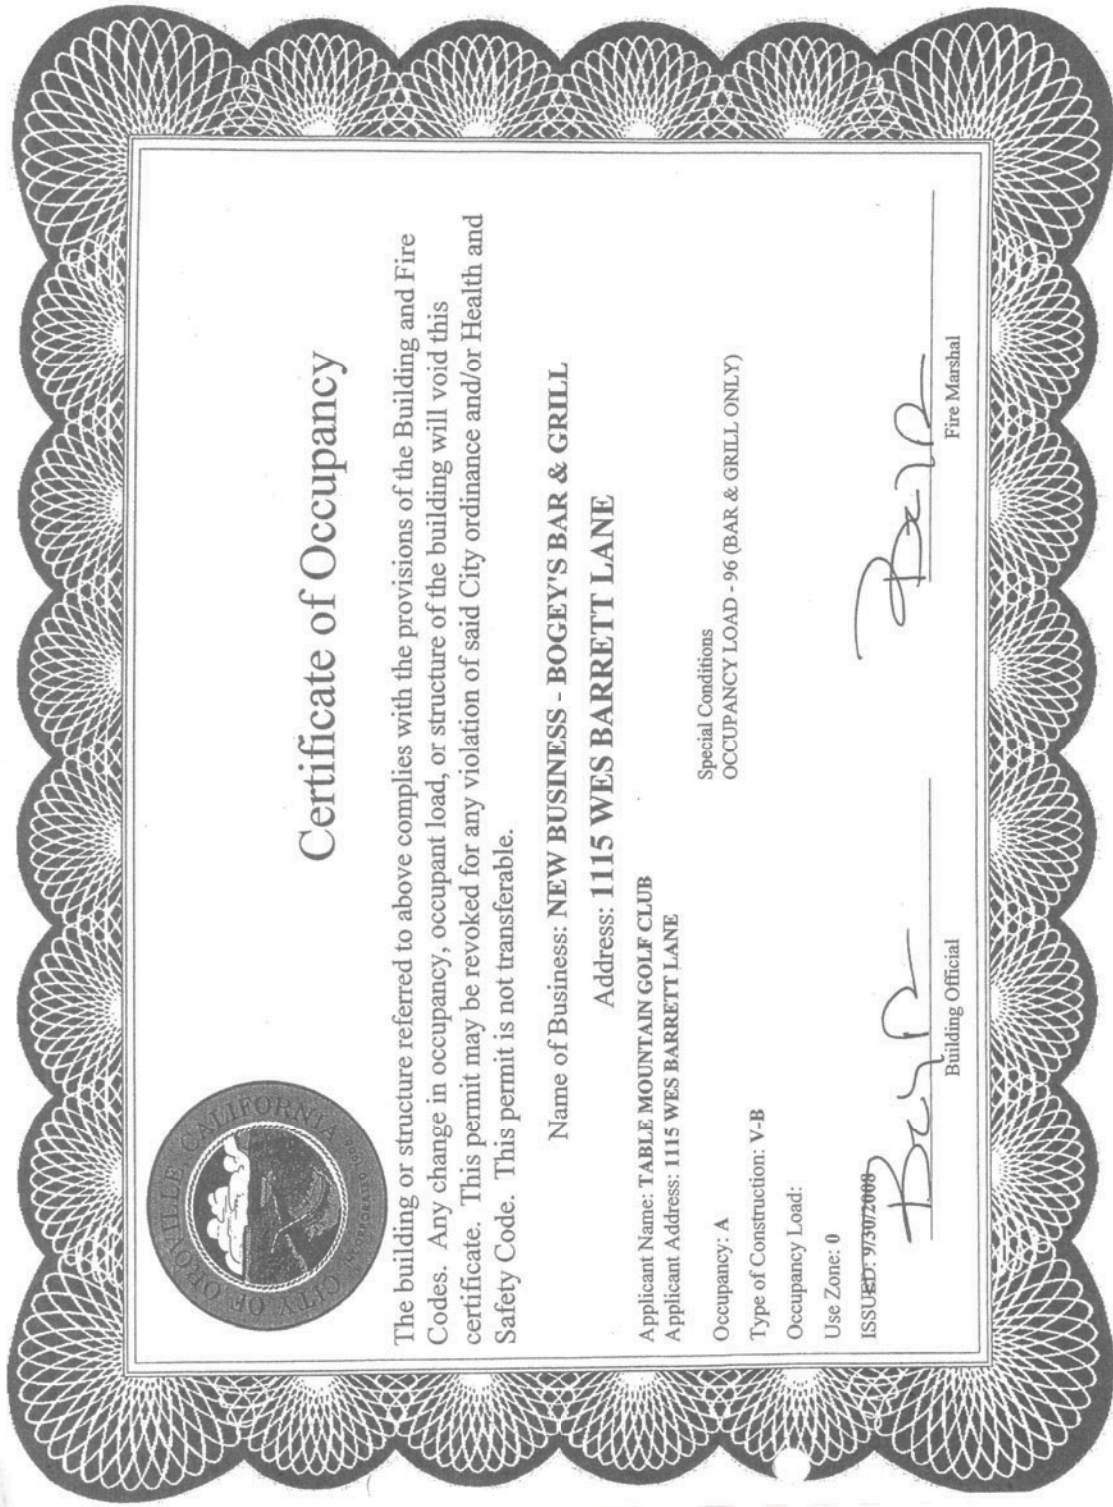 CITY OF OROVILLE, CALIFORNIA
INCORPORATED 1906
Certificate of Occupancy
The building or structure referred to above complies with the provisions of the Building and Fire
Codes. Any change in occupancy, occupant load, or structure of the building will void this
certificate. This permit may be revoked for any violation of said City ordinance and/or Health and
Safety Code. This permit is not transferable.
Name of Business: NEW BUSINESS - BOGEY'S BAR & GRILL
Address: 1115 WES BARRETT LANE
Applicant Name: TABLE MOUNTAIN GOLF CLUB
Applicant Address: 1115 WES BARRETT LANE
Special Conditions
OCCUPANCY LOAD - 96 (BAR & GRILL ONLY)
Occupancy: A
Type of Construction: V-B
Occupancy Load:
Use Zone: 0
ISSUED: 9/30/2008
Building Official
Fire Marshal